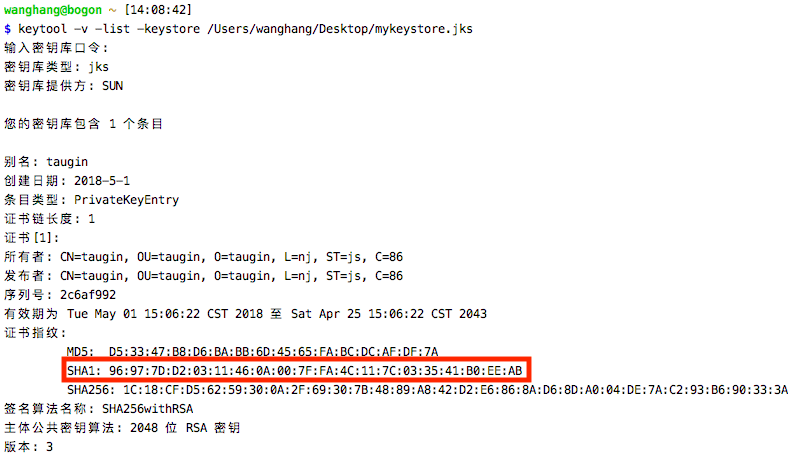 wanghang@bogon ~ [14:08:42]
$ keytool -v -list -keystore /Users/wanghang/Desktop/mykeystore.jks
输入密钥库口令:
密钥库类型: jks
密钥库提供方: SUN
您的密钥库包含 1 个条目
别名: taugin
创建日期: 2018-5-1
条目类型: PrivateKeyEntry
证书链长度: 1
证书[1]:
所有者: CN=taugin, OU=taugin, O=taugin, L=nj, ST=js, C=86
发布者: CN=taugin, OU=taugin, O=taugin, L=nj, ST=js, C=86
序列号: 2c6af992
有效期为 Tue May 01 15:06:22 CST 2018 至 Sat Apr 25 15:06:22 CST 2043
证书指纹:
MD5: D5:33:47:B8:D6:BA:BB:6D:45:65:FA:BC:DC:AF:DF:7A
SHA1: 96:97:7D:D2:03:11:46:0A:00:7F:FA:4C:11:7C:03:35:41:B0:EE:AB
SHA256: 1C:18:CF:D5:62:59:30:0A:2F:69:30:7B:48:89:A8:42:D2:E6:86:8A:D6:8D:A0:04:DE:7A:C2:93:B6:90:33:3A
签名算法名称: SHA256withRSA
主体公共密钥算法: 2048 位 RSA 密钥
版本: 3